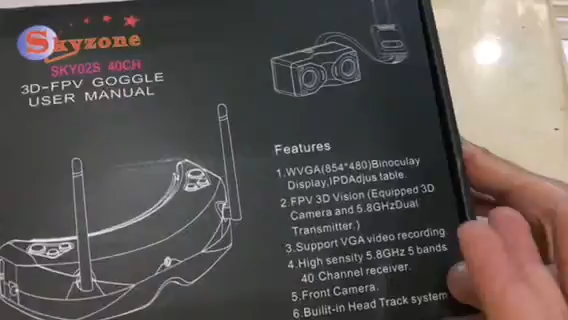 Skyzone
SKY02S 40CH
3D-FPV GOGGLE
USER MANUAL
Features
1.WVGA(854*480)Binoculay
Display,IPDAdjus table.
2.FPV 3D Vision (Equipped 3D
Camera and 5.8GHzDual
Transmitter.)
3.Support VGA video recording
4.High sensity 5.8GHz 5 bands
40 Channel receiver.
5.Front Camera.
6.Builit-in Head Track system